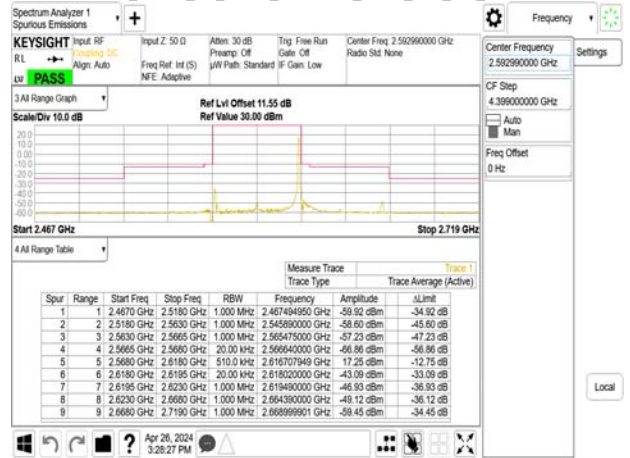 Spectrum Analyzer 1
Spurious Emissions
Frequency
KEYSIGHT Input: RF Input Z: 50 Ω Atten: 30 dB Trig: Free Run Center Freq: 2.592990000 GHz
RL Coupling: DC Preamp: Off Gate: Off Radio Std: None
Align: Auto Freq Ref: Int (S) µW Path: Standard IF Gain: Low
NFE: Adaptive
PASS
Center Frequency
2.592990000 GHz
Settings
CF Step
4.399000000 GHz
Auto
Man
Freq Offset
0 Hz
Local
3 All Range Graph
Ref Lvl Offset 11.55 dB
Scale/Div 10.0 dB Ref Value 30.00 dBm
20.0
10.0
0.00
-10.0
-20.0
-30.0
-40.0
-50.0
-60.0
Start 2.467 GHz Stop 2.719 GHz
4 All Range Table
Measure Trace Trace 1
Trace Type Trace Average (Active)
Spur Range Start Freq Stop Freq RBW Frequency Amplitude ΔLimit
1 1 2.4670 GHz 2.5180 GHz 1.000 MHz 2.467494950 GHz -59.92 dBm -34.92 dB
2 2 2.5180 GHz 2.5630 GHz 1.000 MHz 2.545890000 GHz -58.60 dBm -45.60 dB
3 3 2.5630 GHz 2.5665 GHz 1.000 MHz 2.565475000 GHz -57.23 dBm -47.23 dB
4 4 2.5665 GHz 2.5680 GHz 20.00 kHz 2.566640000 GHz -66.86 dBm -56.86 dB
5 5 2.5680 GHz 2.6180 GHz 510.0 kHz 2.616707949 GHz 17.25 dBm -12.75 dB
6 6 2.6180 GHz 2.6195 GHz 20.00 kHz 2.618020000 GHz -43.09 dBm -33.09 dB
7 7 2.6195 GHz 2.6230 GHz 1.000 MHz 2.619490000 GHz -46.93 dBm -36.93 dB
8 8 2.6230 GHz 2.6680 GHz 1.000 MHz 2.664390000 GHz -49.12 dBm -36.12 dB
9 9 2.6680 GHz 2.7190 GHz 1.000 MHz 2.668999901 GHz -59.45 dBm -34.45 dB
Apr 26, 2024
3:28:27 PM